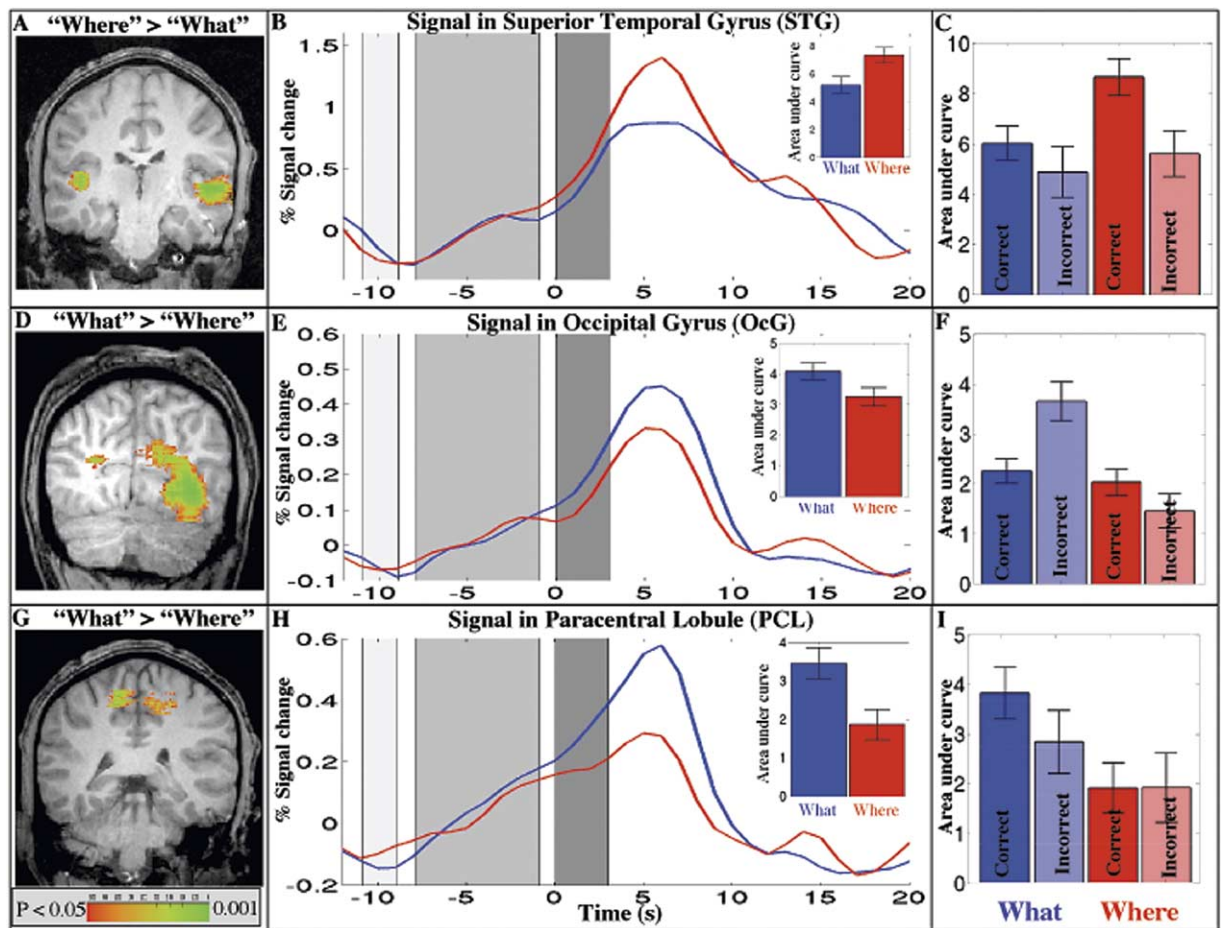 A "Where" > "What"
B Signal in Superior Temporal Gyrus (STG)
1.5
1
0.5
0
% Signal change
-10 -5 0 5 10 15 20
8
6
4
2
0
Area under curve
What Where
C
10
8
6
4
2
0
Area under curve
Correct Incorrect Correct Incorrect
D "What" > "Where"
E Signal in Occipital Gyrus (OcG)
0.6
0.5
0.4
0.3
0.2
0.1
0
-0.1
% Signal change
-10 -5 0 5 10 15 20
5
4
3
2
1
0
Area under curve
What Where
F
5
4
3
2
1
0
Area under curve
Correct Incorrect Correct Incorrect
G "What" > "Where"
P < 0.05 0.001
H Signal in Paracentral Lobule (PCL)
0.6
0.4
0.2
0
-0.2
% Signal change
-10 -5 0 5 10 15 20
Time (s)
4
3
2
1
0
Area under curve
What Where
I
5
4
3
2
1
0
Area under curve
Correct Incorrect Correct Incorrect
What Where